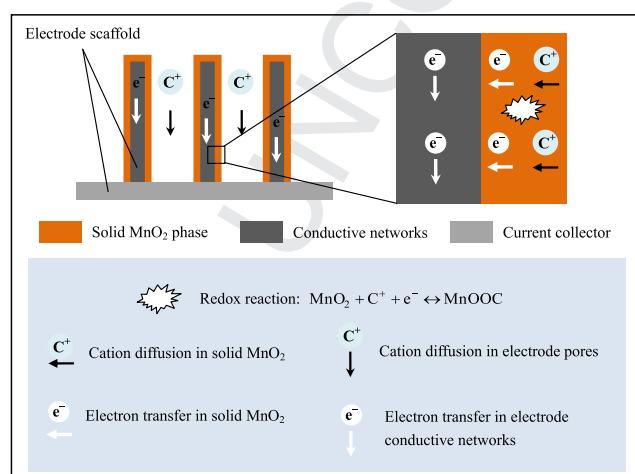 Electrode scaffold
e⁻ C⁺ e⁻ C⁺ e⁻
e⁻ e⁻ C⁺
e⁻ e⁻ C⁺
Solid MnO₂ phase Conductive networks Current collector
Redox reaction: MnO₂ + C⁺ + e⁻ ↔ MnOOC
C⁺ Cation diffusion in solid MnO₂
C⁺ Cation diffusion in electrode pores
e⁻ Electron transfer in solid MnO₂
e⁻ Electron transfer in electrode
conductive networks